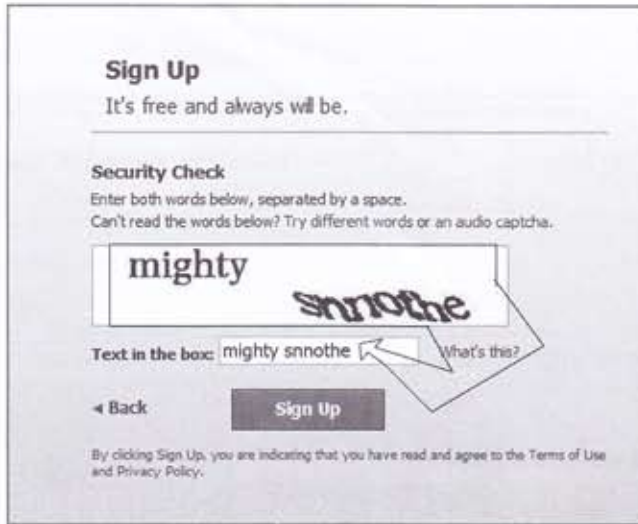 Sign Up
It's free and always will be.
Security Check
Enter both words below, separated by a space.
Can't read the words below? Try different words or an audio captcha.
mighty
snnothe
Text in the box: mighty snnothe What's this?
◄ Back Sign Up
By clicking Sign Up, you are indicating that you have read and agree to the Terms of Use
and Privacy Policy.